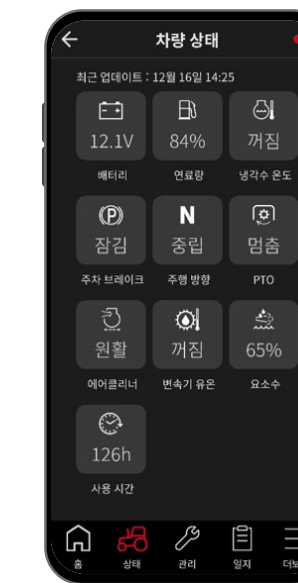 차량 상태
최근 업데이트 : 12월 16일 14:25
12.1V 84% 꺼짐
배터리 연료량 냉각수 온도
P N
잠김 중립 멈춤
주차 브레이크 주행 방향 PTO
원활 꺼짐 65%
에어클리너 변속기 유온 요소수
126h
사용 시간
홈 상태 관리 일지